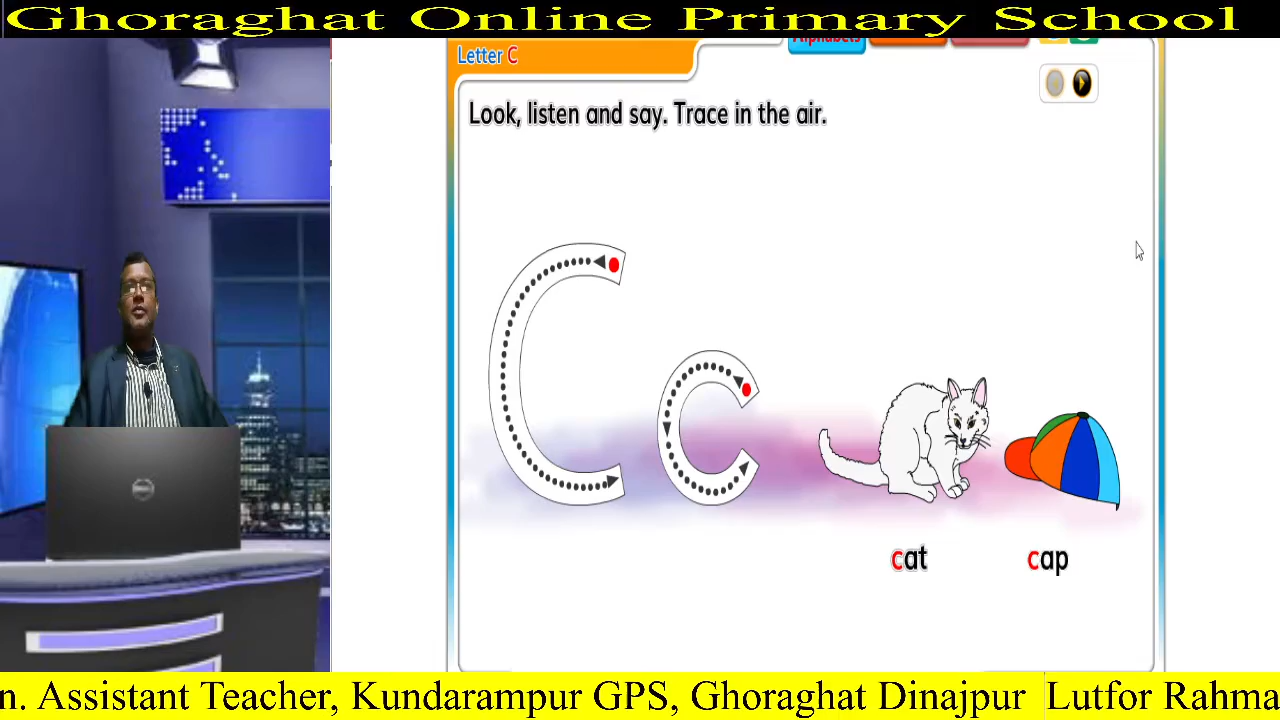 Ghoraghat Online Primary School
Alphabets
Letter C
Look, listen and say. Trace in the air.
C c
cat cap
n. Assistant Teacher, Kundarampur GPS, Ghoraghat Dinajpur Lutfor Rahma